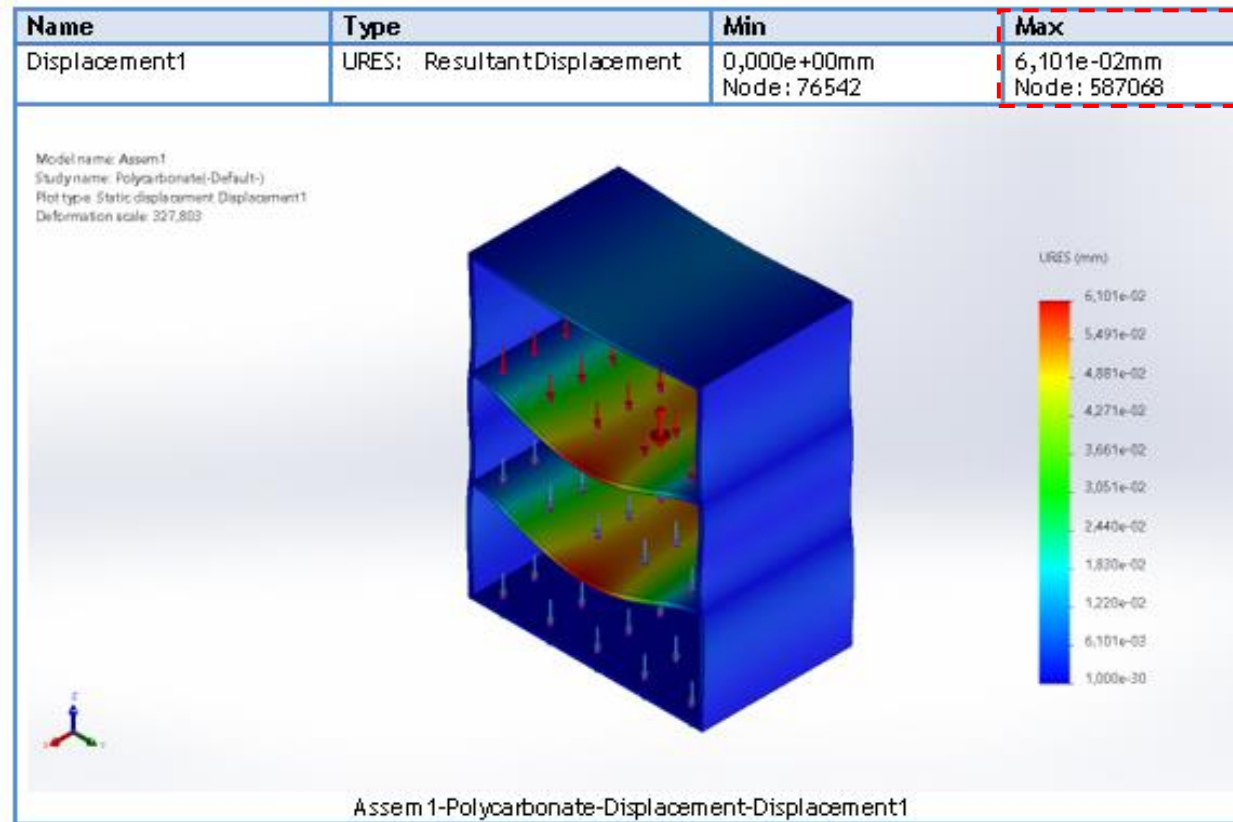 Name Type Min Max
Displacement1 URES: Resultant Displacement 0,000e+00mm 6,101e-02mm
Node: 76542 Node: 587068
Model name: Assem1
Study name: Polycarbonate(-Default-)
Plot type: Static displacement Displacement1
Deformation scale: 327,803
URES (mm)
6,101e-02
5,491e-02
4,881e-02
4,271e-02
3,661e-02
3,051e-02
2,440e-02
1,830e-02
1,220e-02
6,101e-03
1,000e-30
Assem1-Polycarbonate-Displacement-Displacement1